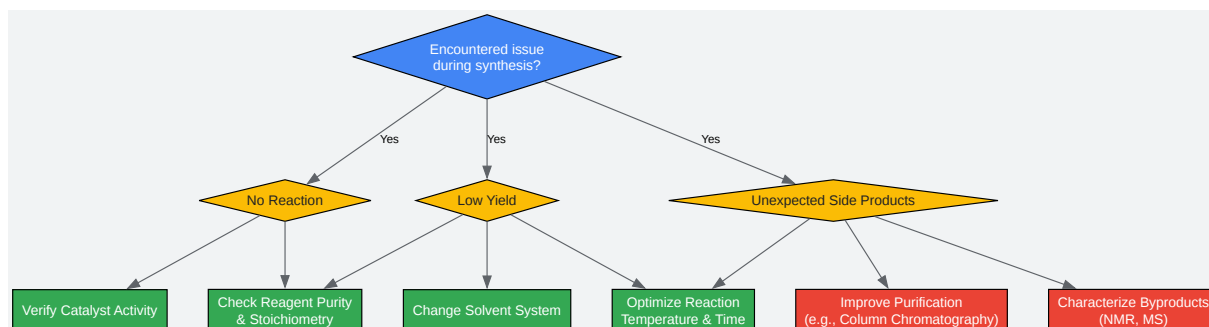 Encountered issue
during synthesis?
Yes
Yes
Yes
No Reaction
Low Yield
Unexpected Side Products
Verify Catalyst Activity
Check Reagent Purity
& Stoichiometry
Change Solvent System
Optimize Reaction
Temperature & Time
Improve Purification
(e.g., Column Chromatography)
Characterize Byproducts
(NMR, MS)